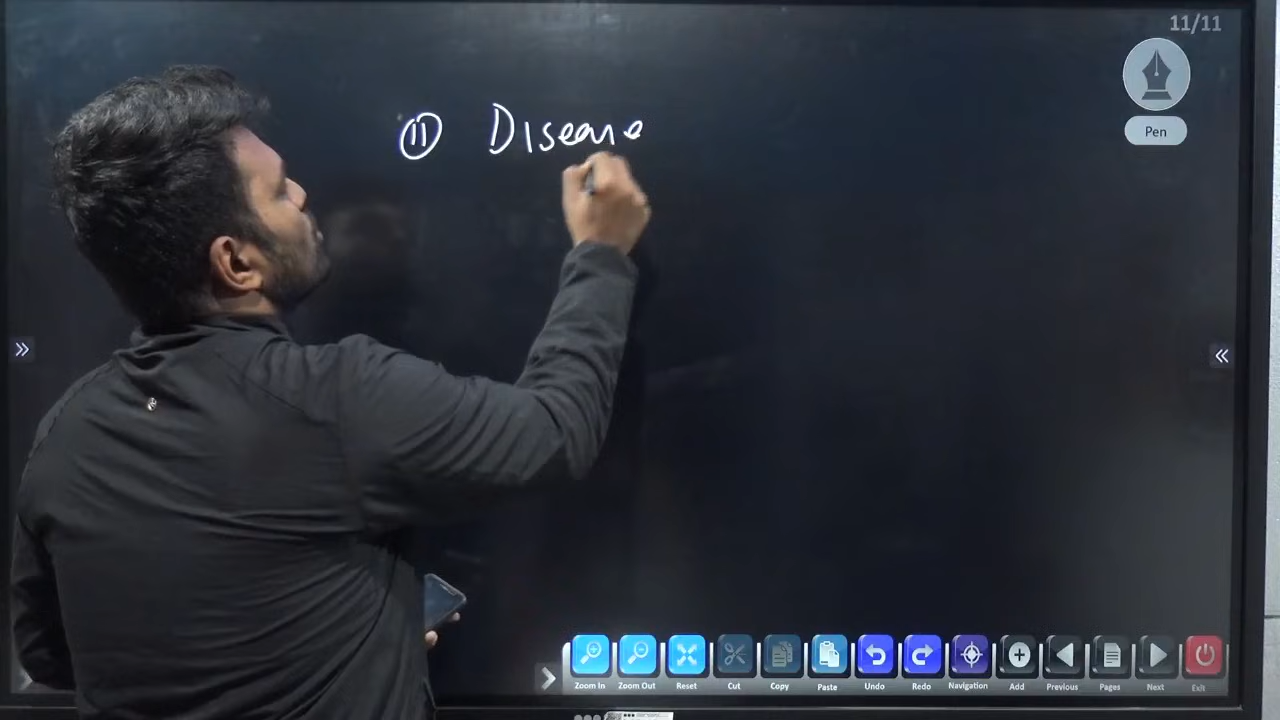 11/11
Pen
⑪ Disease
Zoom In Zoom Out Reset Cut Copy Paste Undo Redo Navigation Add Previous Pages Next Exit